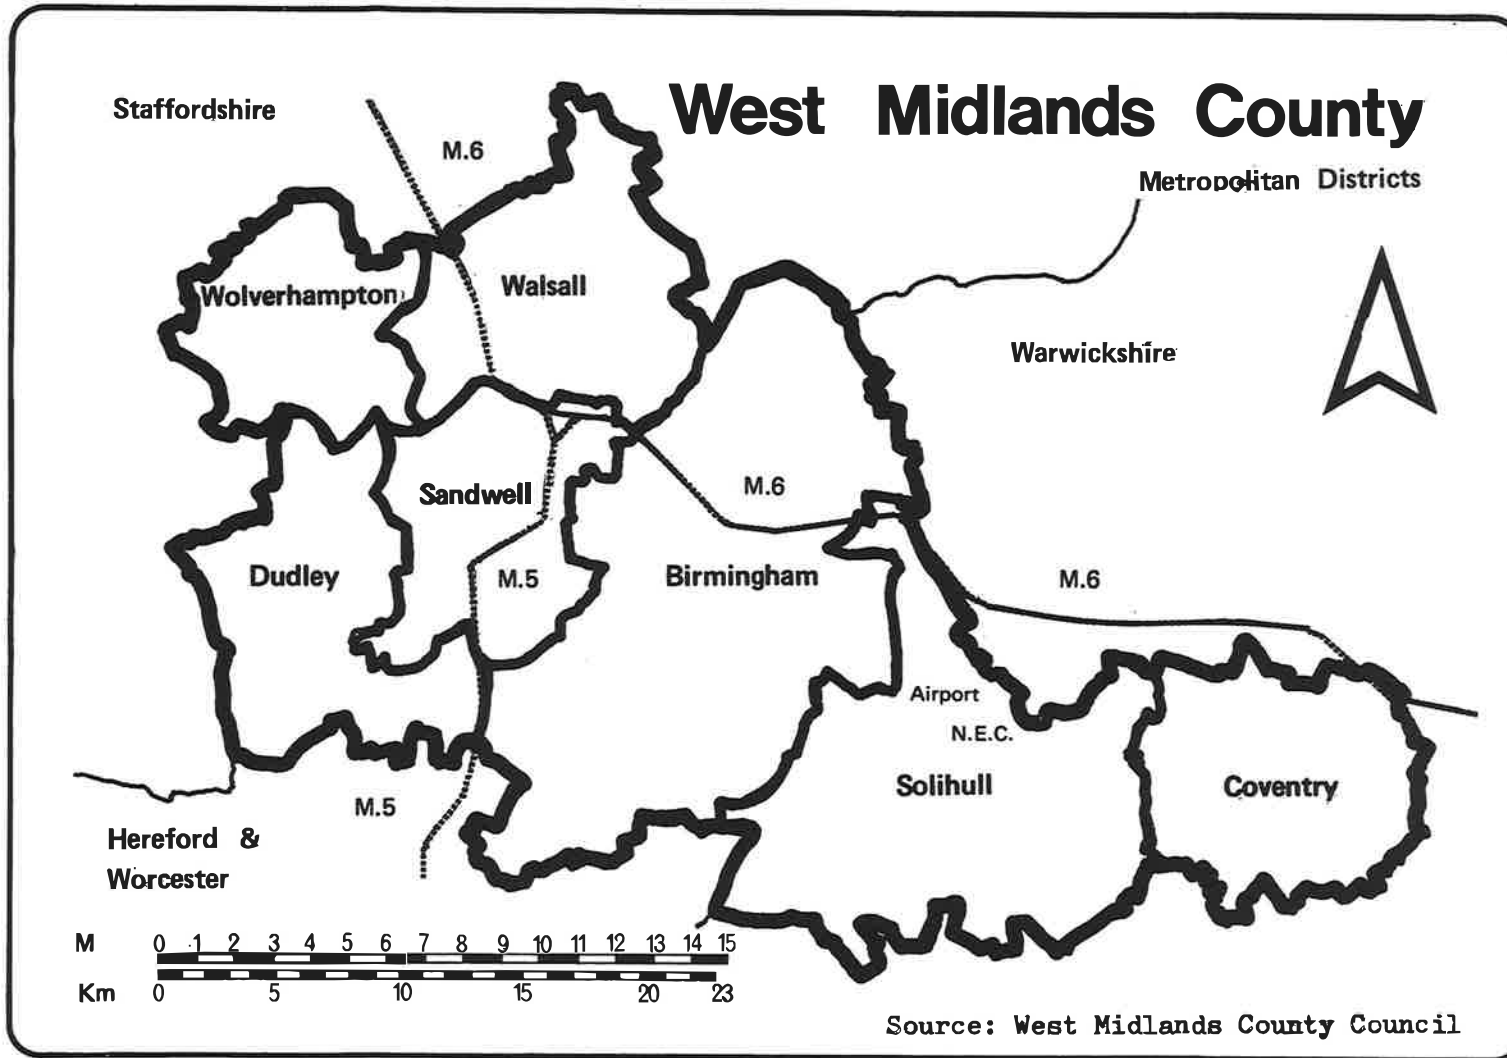 West Midlands County
Staffordshire
M.6
Metropolitan Districts
Wolverhampton
Walsall
Warwickshire
Sandwell
M.6
Dudley
M.5
Birmingham
M.6
Airport
N.E.C.
Solihull
Coventry
M.5
Hereford &
Worcester
M 0 1 2 3 4 5 6 7 8 9 10 11 12 13 14 15
Km 0 5 10 15 20 23
Source: West Midlands County Council